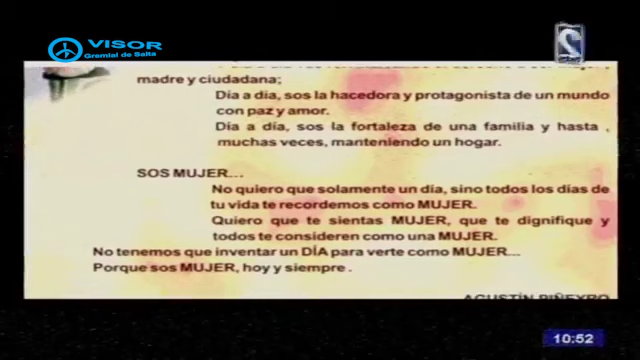 VISOR
Gremial de Salta
2
madre y ciudadana;
Día a día, sos la hacedora y protagonista de un mundo
con paz y amor.
Día a día, sos la fortaleza de una familia y hasta ,
muchas veces, manteniendo un hogar.
SOS MUJER...
No quiero que solamente un día, sino todos los días de
tu vida te recordemos como MUJER.
Quiero que te sientas MUJER, que te dignifique y
todos te consideren como una MUJER.
No tenemos que inventar un DÍA para verte como MUJER...
Porque sos MUJER, hoy y siempre .
AGUSTÍN PIÑEYRO
10:52